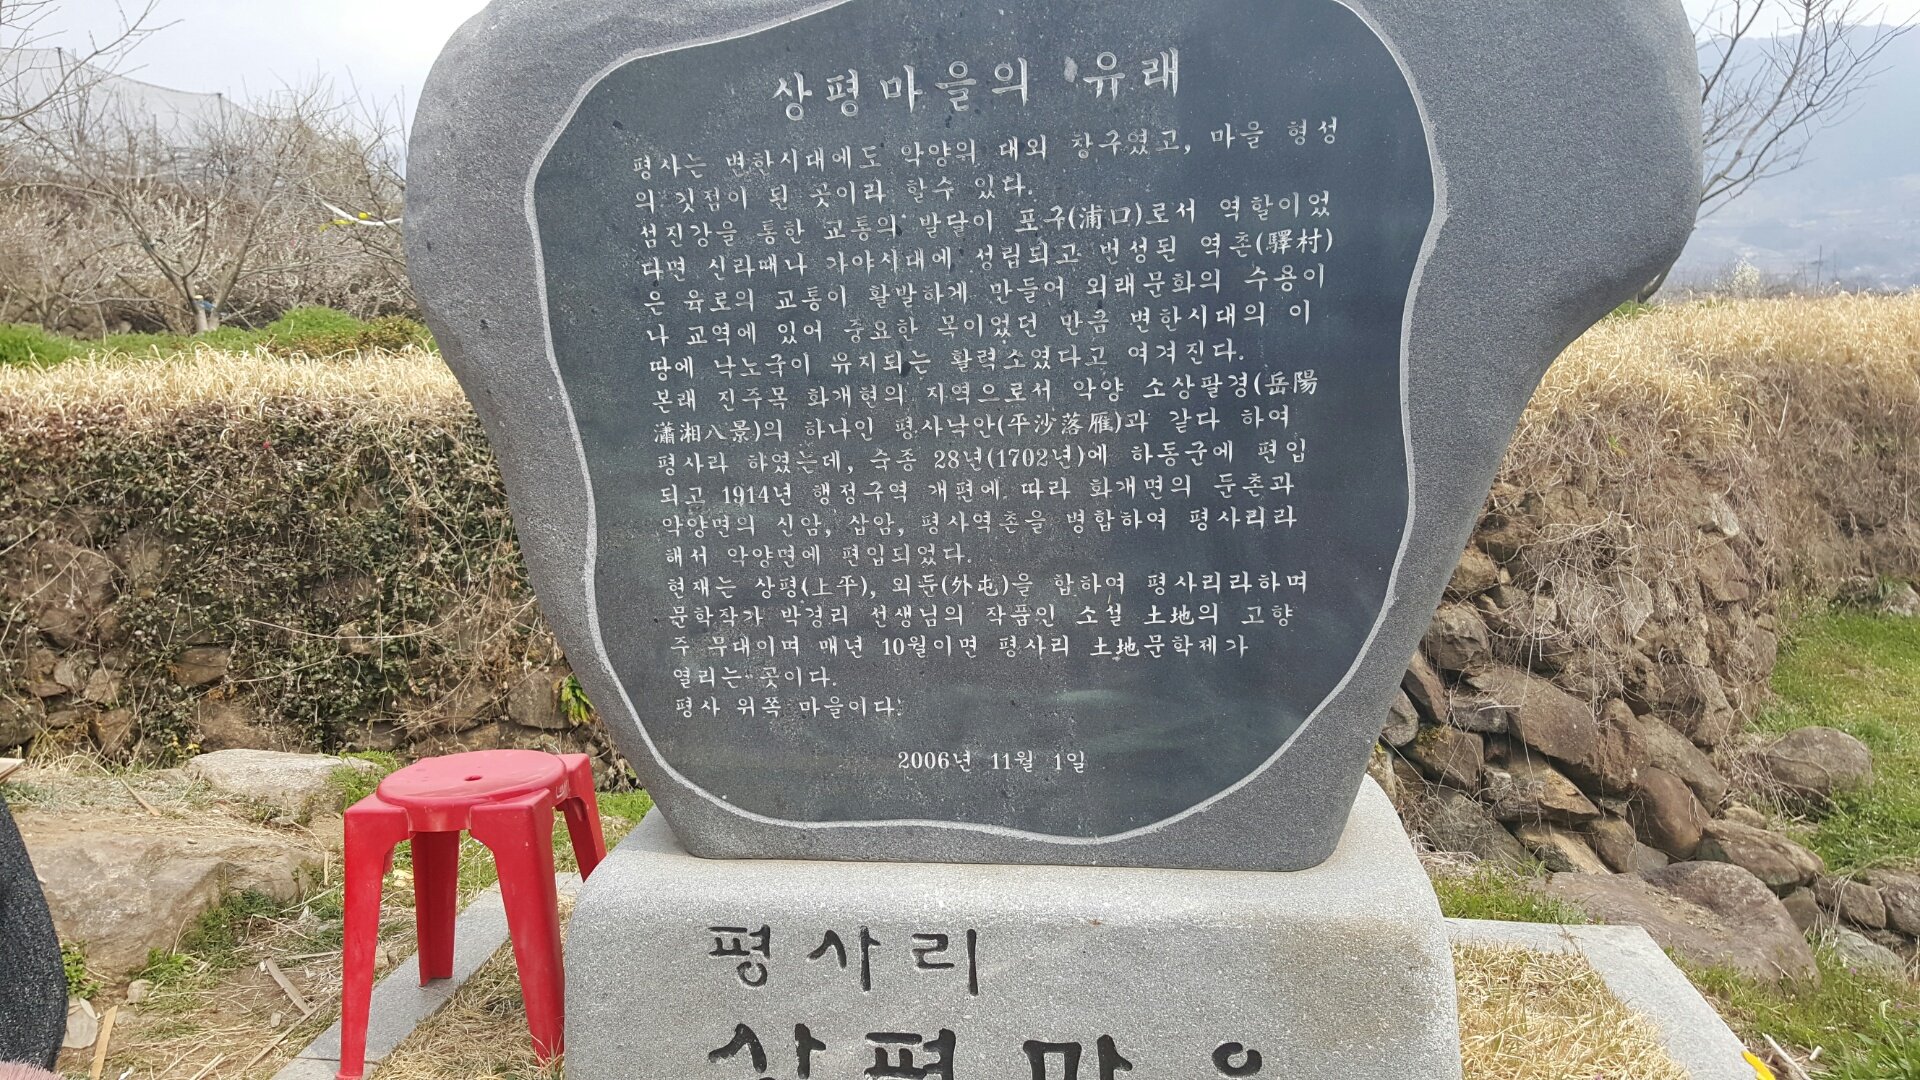 상평마을의 유래
평사는 변한시대에도 악양의 대외 창구였고, 마을 형성
의 깃점이 된 곳이라 할수 있다.
섬진강을 통한 교통의 발달이 포구(浦口)로서 역할이었
다면 신라때나 가야시대에 성립되고 번성된 역촌(驛村)
은 육로의 교통이 활발하게 만들어 외래문화의 수용이
나 교역에 있어 중요한 목이었던 만큼 변한시대의 이
땅에 낙노국이 유지되는 활력소였다고 여겨진다.
본래 진주목 화개현의 지역으로서 악양 소상팔경(岳陽
瀟湘八景)의 하나인 평사낙안(平沙落雁)과 같다 하여
평사라 하였는데, 숙종 28년(1702년)에 하동군에 편입
되고 1914년 행정구역 개편에 따라 화개면의 둔촌과
악양면의 신암, 삽암, 평사역촌을 병합하여 평사리라
해서 악양면에 편입되었다.
현재는 상평(上平), 외둔(外屯)을 합하여 평사리라하며
문학작가 박경리 선생님의 작품인 소설 土地의 고향
주 무대이며 매년 10월이면 평사리 土地문학제가
열리는 곳이다.
평사 위쪽 마을이다.
2006년 11월 1일
평사리
상평마을